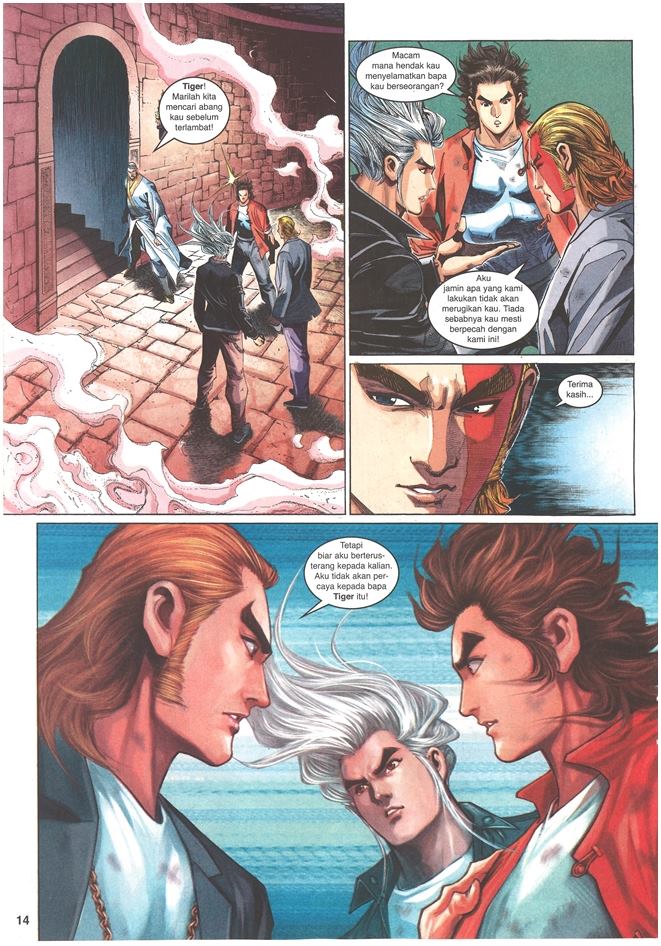 Tiger!
Marilah kita
mencari abang
kau sebelum
terlambat!
Macam
mana hendak kau
menyelamatkan bapa
kau berseorangan?
Aku
jamin apa yang kami
lakukan tidak akan
merugikan kau. Tiada
sebabnya kau mesti
berpecah dengan
kami ini!
Terima
kasih...
Tetapi
biar aku berterus-
terang kepada kalian.
Aku tidak akan per-
caya kepada bapa
Tiger itu!
14